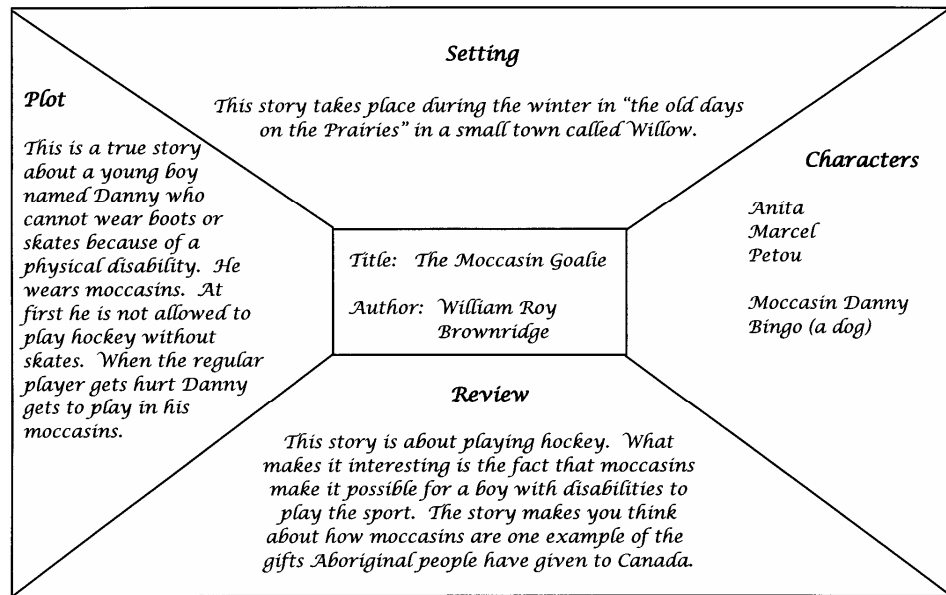 Setting
This story takes place during the winter in “the old days
on the Prairies” in a small town called Willow.
Plot
This is a true story
about a young boy
named Danny who
cannot wear boots or
skates because of a
physical disability. He
wears moccasins. At
first he is not allowed to
play hockey without
skates. When the regular
player gets hurt Danny
gets to play in his
moccasins.
Title: The Moccasin Goalie
Author: William Roy
Brownridge
Characters
Anita
Marcel
Petou
Moccasin Danny
Bingo (a dog)
Review
This story is about playing hockey. What
makes it interesting is the fact that moccasins
make it possible for a boy with disabilities to
play the sport. The story makes you think
about how moccasins are one example of the
gifts Aboriginal people have given to Canada.